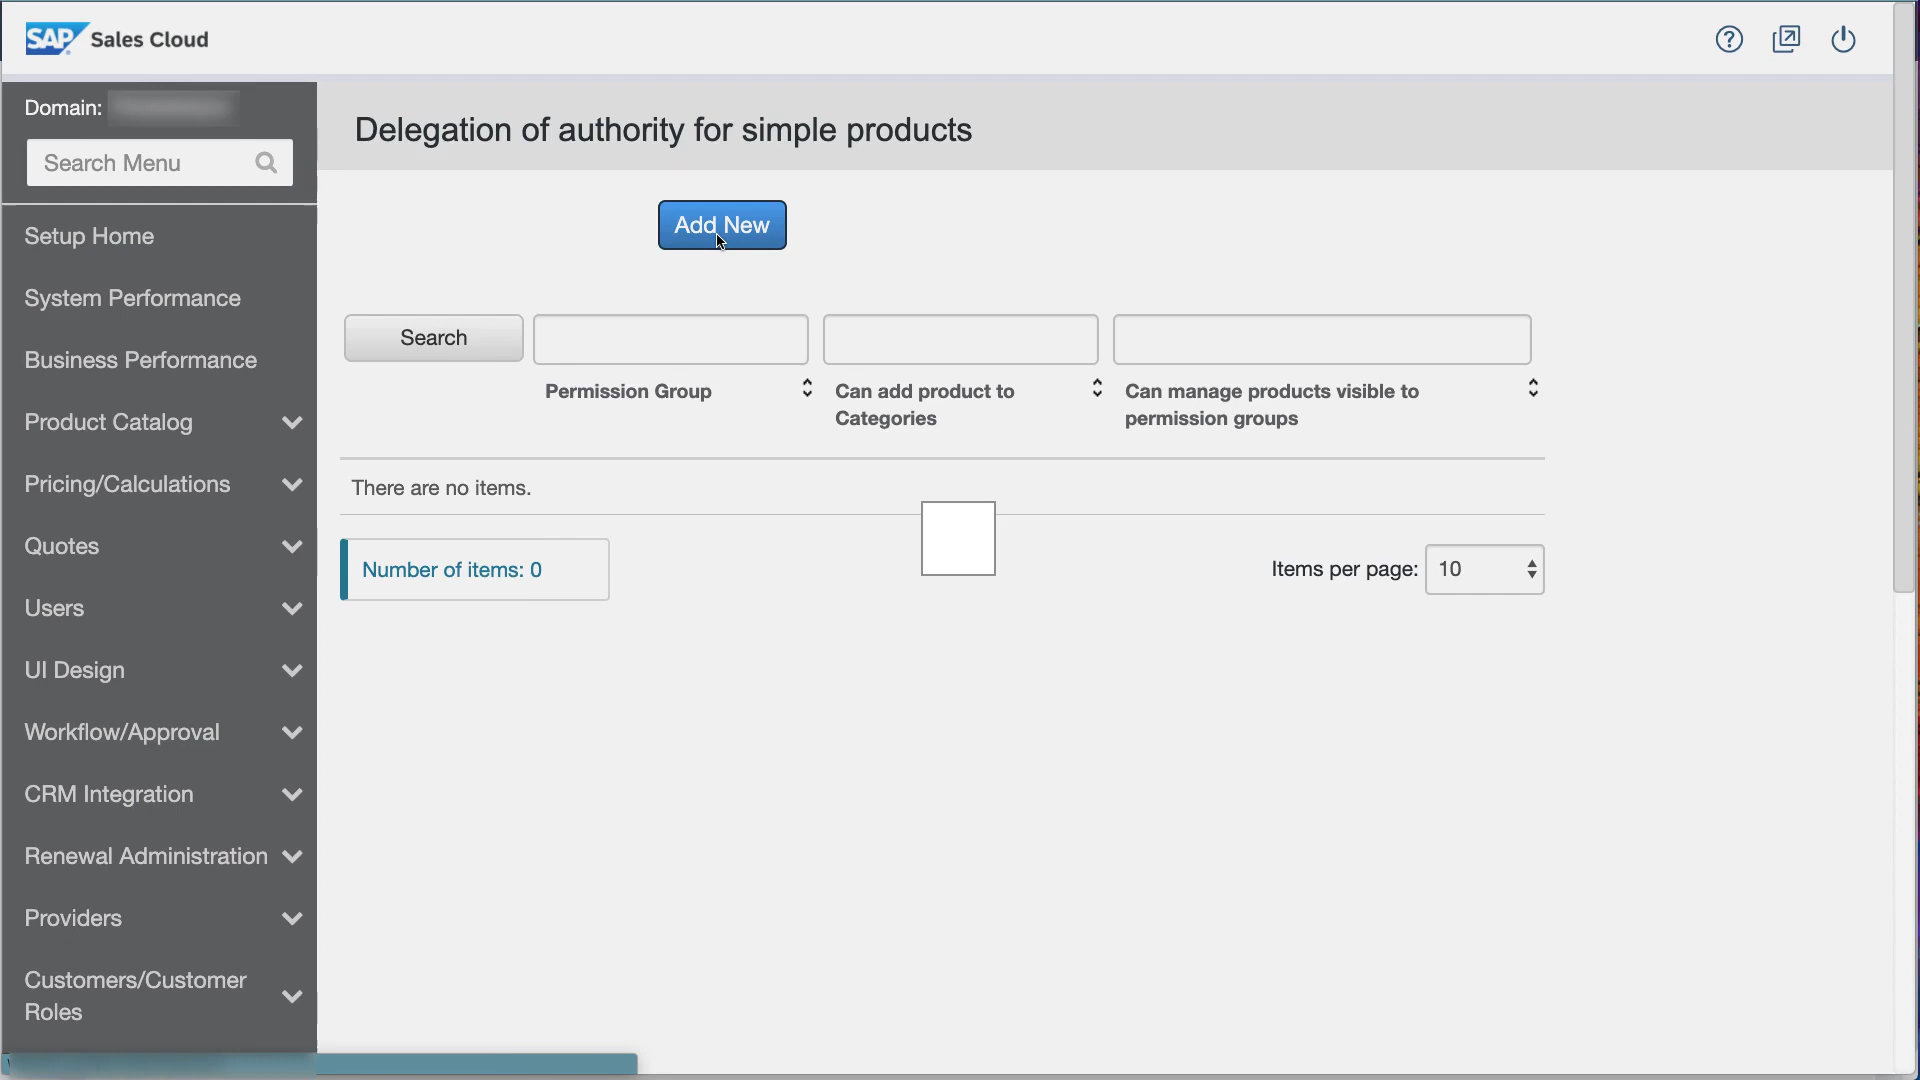 SAP Sales Cloud
Domain:
Search Menu
Setup Home
System Performance
Business Performance
Product Catalog
Pricing/Calculations
Quotes
Users
UI Design
Workflow/Approval
CRM Integration
Renewal Administration
Providers
Customers/Customer
Roles
Delegation of authority for simple products
Add New
Search
Permission Group
Can add product to
Categories
Can manage products visible to
permission groups
There are no items.
Number of items: 0
Items per page: 10